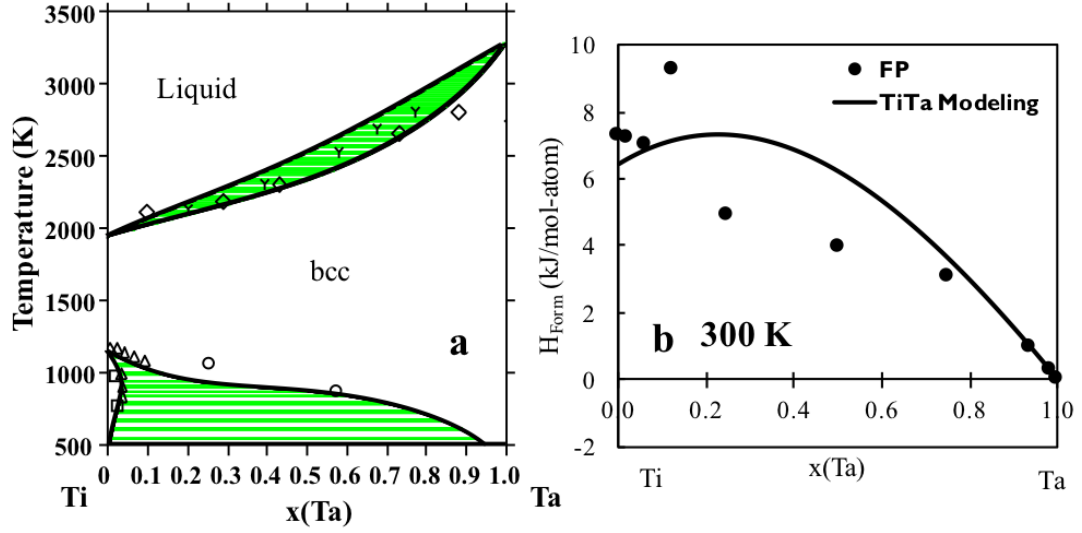 3500
3000
2500
2000
1500
1000
500
Temperature (K)
Liquid
bcc
a
0 0.1 0.2 0.3 0.4 0.5 0.6 0.7 0.8 0.9 1.0
Ti
x(Ta)
Ta
10
8
6
4
2
0
-2
H_Form (kJ/mol-atom)
FP
TiTa Modeling
b 300 K
0.0 0.2 0.4 0.6 0.8 1.0
Ti
x(Ta)
Ta